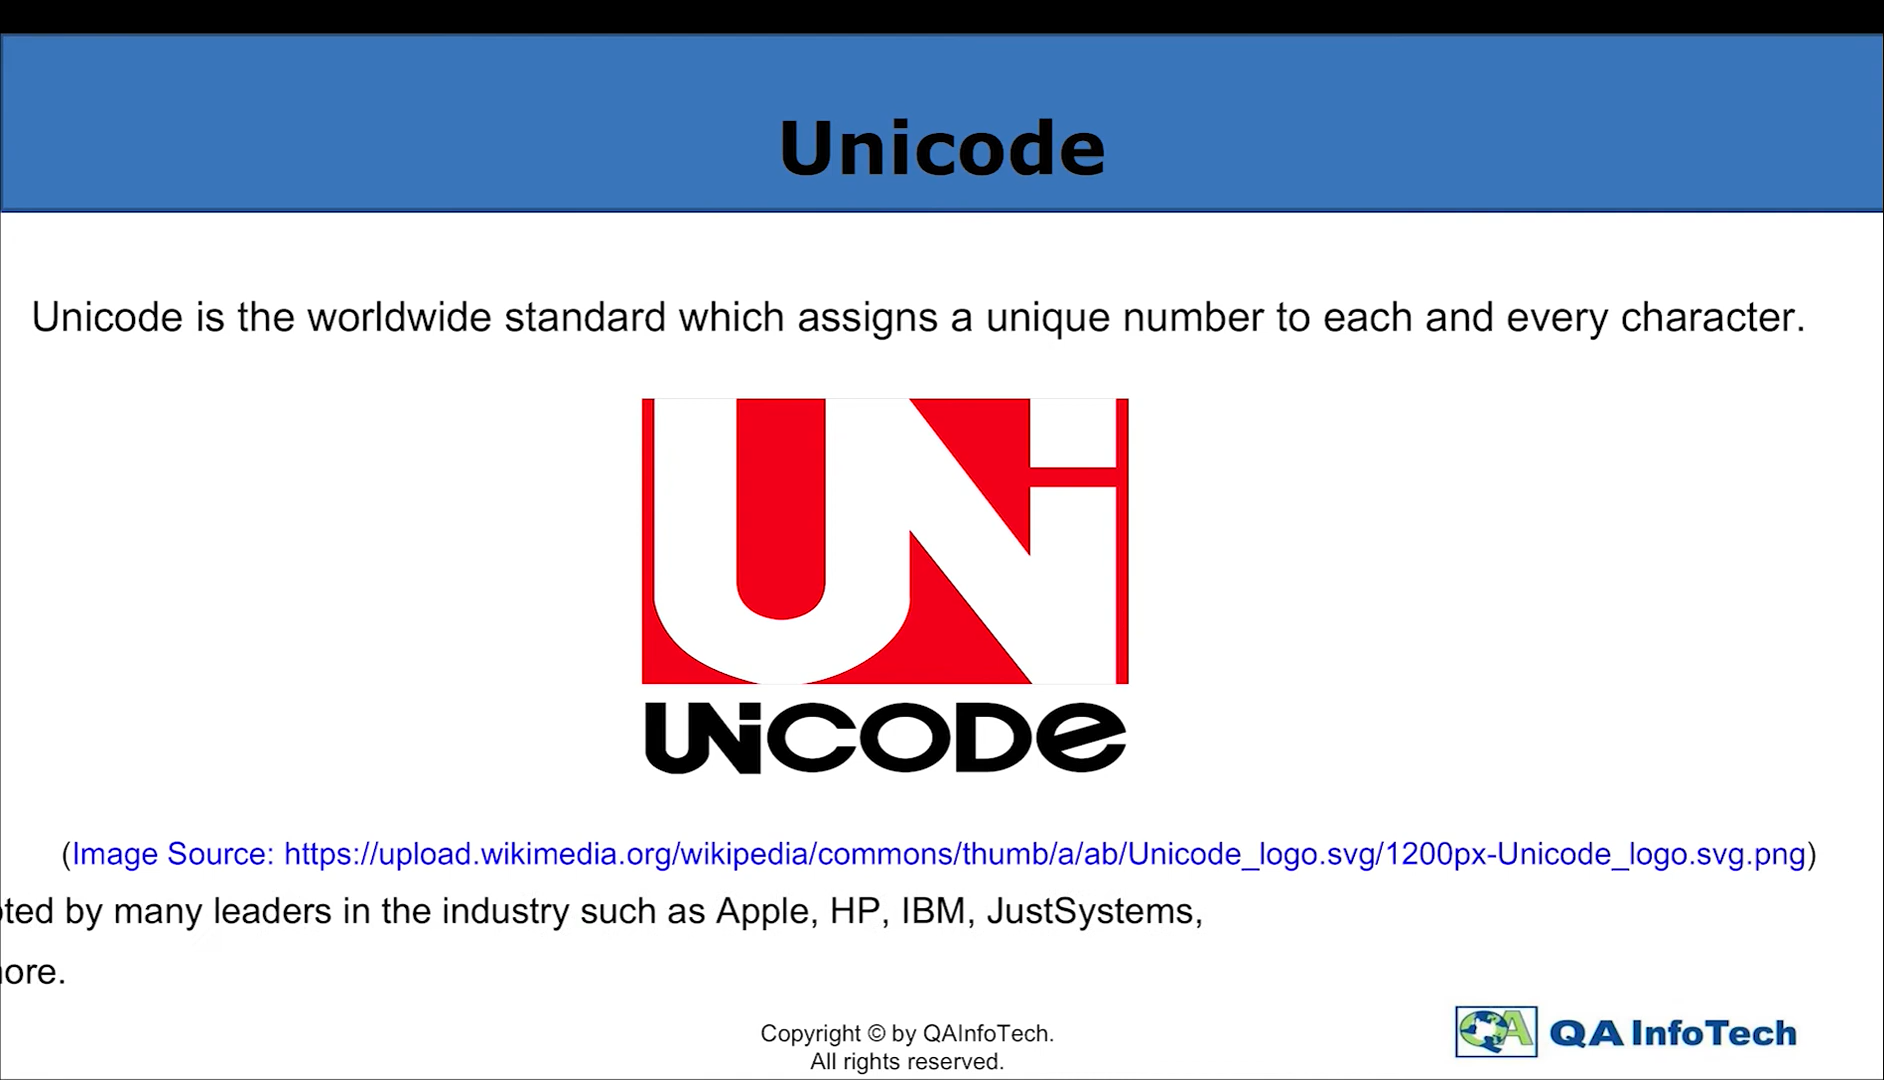 Unicode
Unicode is the worldwide standard which assigns a unique number to each and every character.
UNi
UNiCODe
(Image Source: https://upload.wikimedia.org/wikipedia/commons/thumb/a/ab/Unicode_logo.svg/1200px-Unicode_logo.svg.png)
by many leaders in the industry such as Apple, HP, IBM, JustSystems,
Copyright © by QAInfoTech.
All rights reserved.
QA QA InfoTech